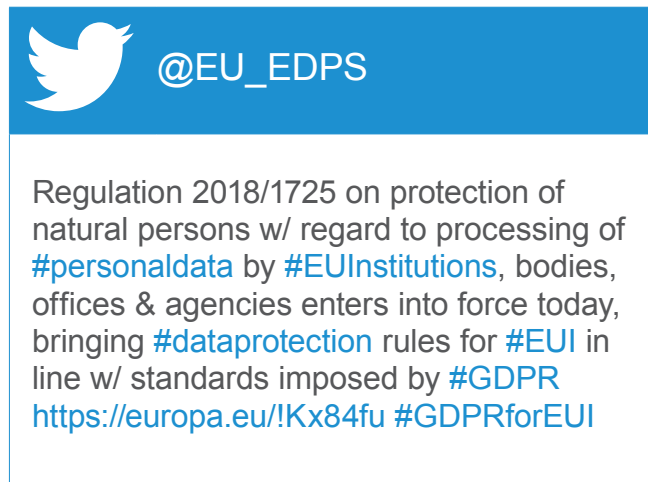 @EU_EDPS
Regulation 2018/1725 on protection of
natural persons w/ regard to processing of
#personaldata by #EUInstitutions, bodies,
offices & agencies enters into force today,
bringing #dataprotection rules for #EUI in
line w/ standards imposed by #GDPR
https://europa.eu/!Kx84fu #GDPRforEUI